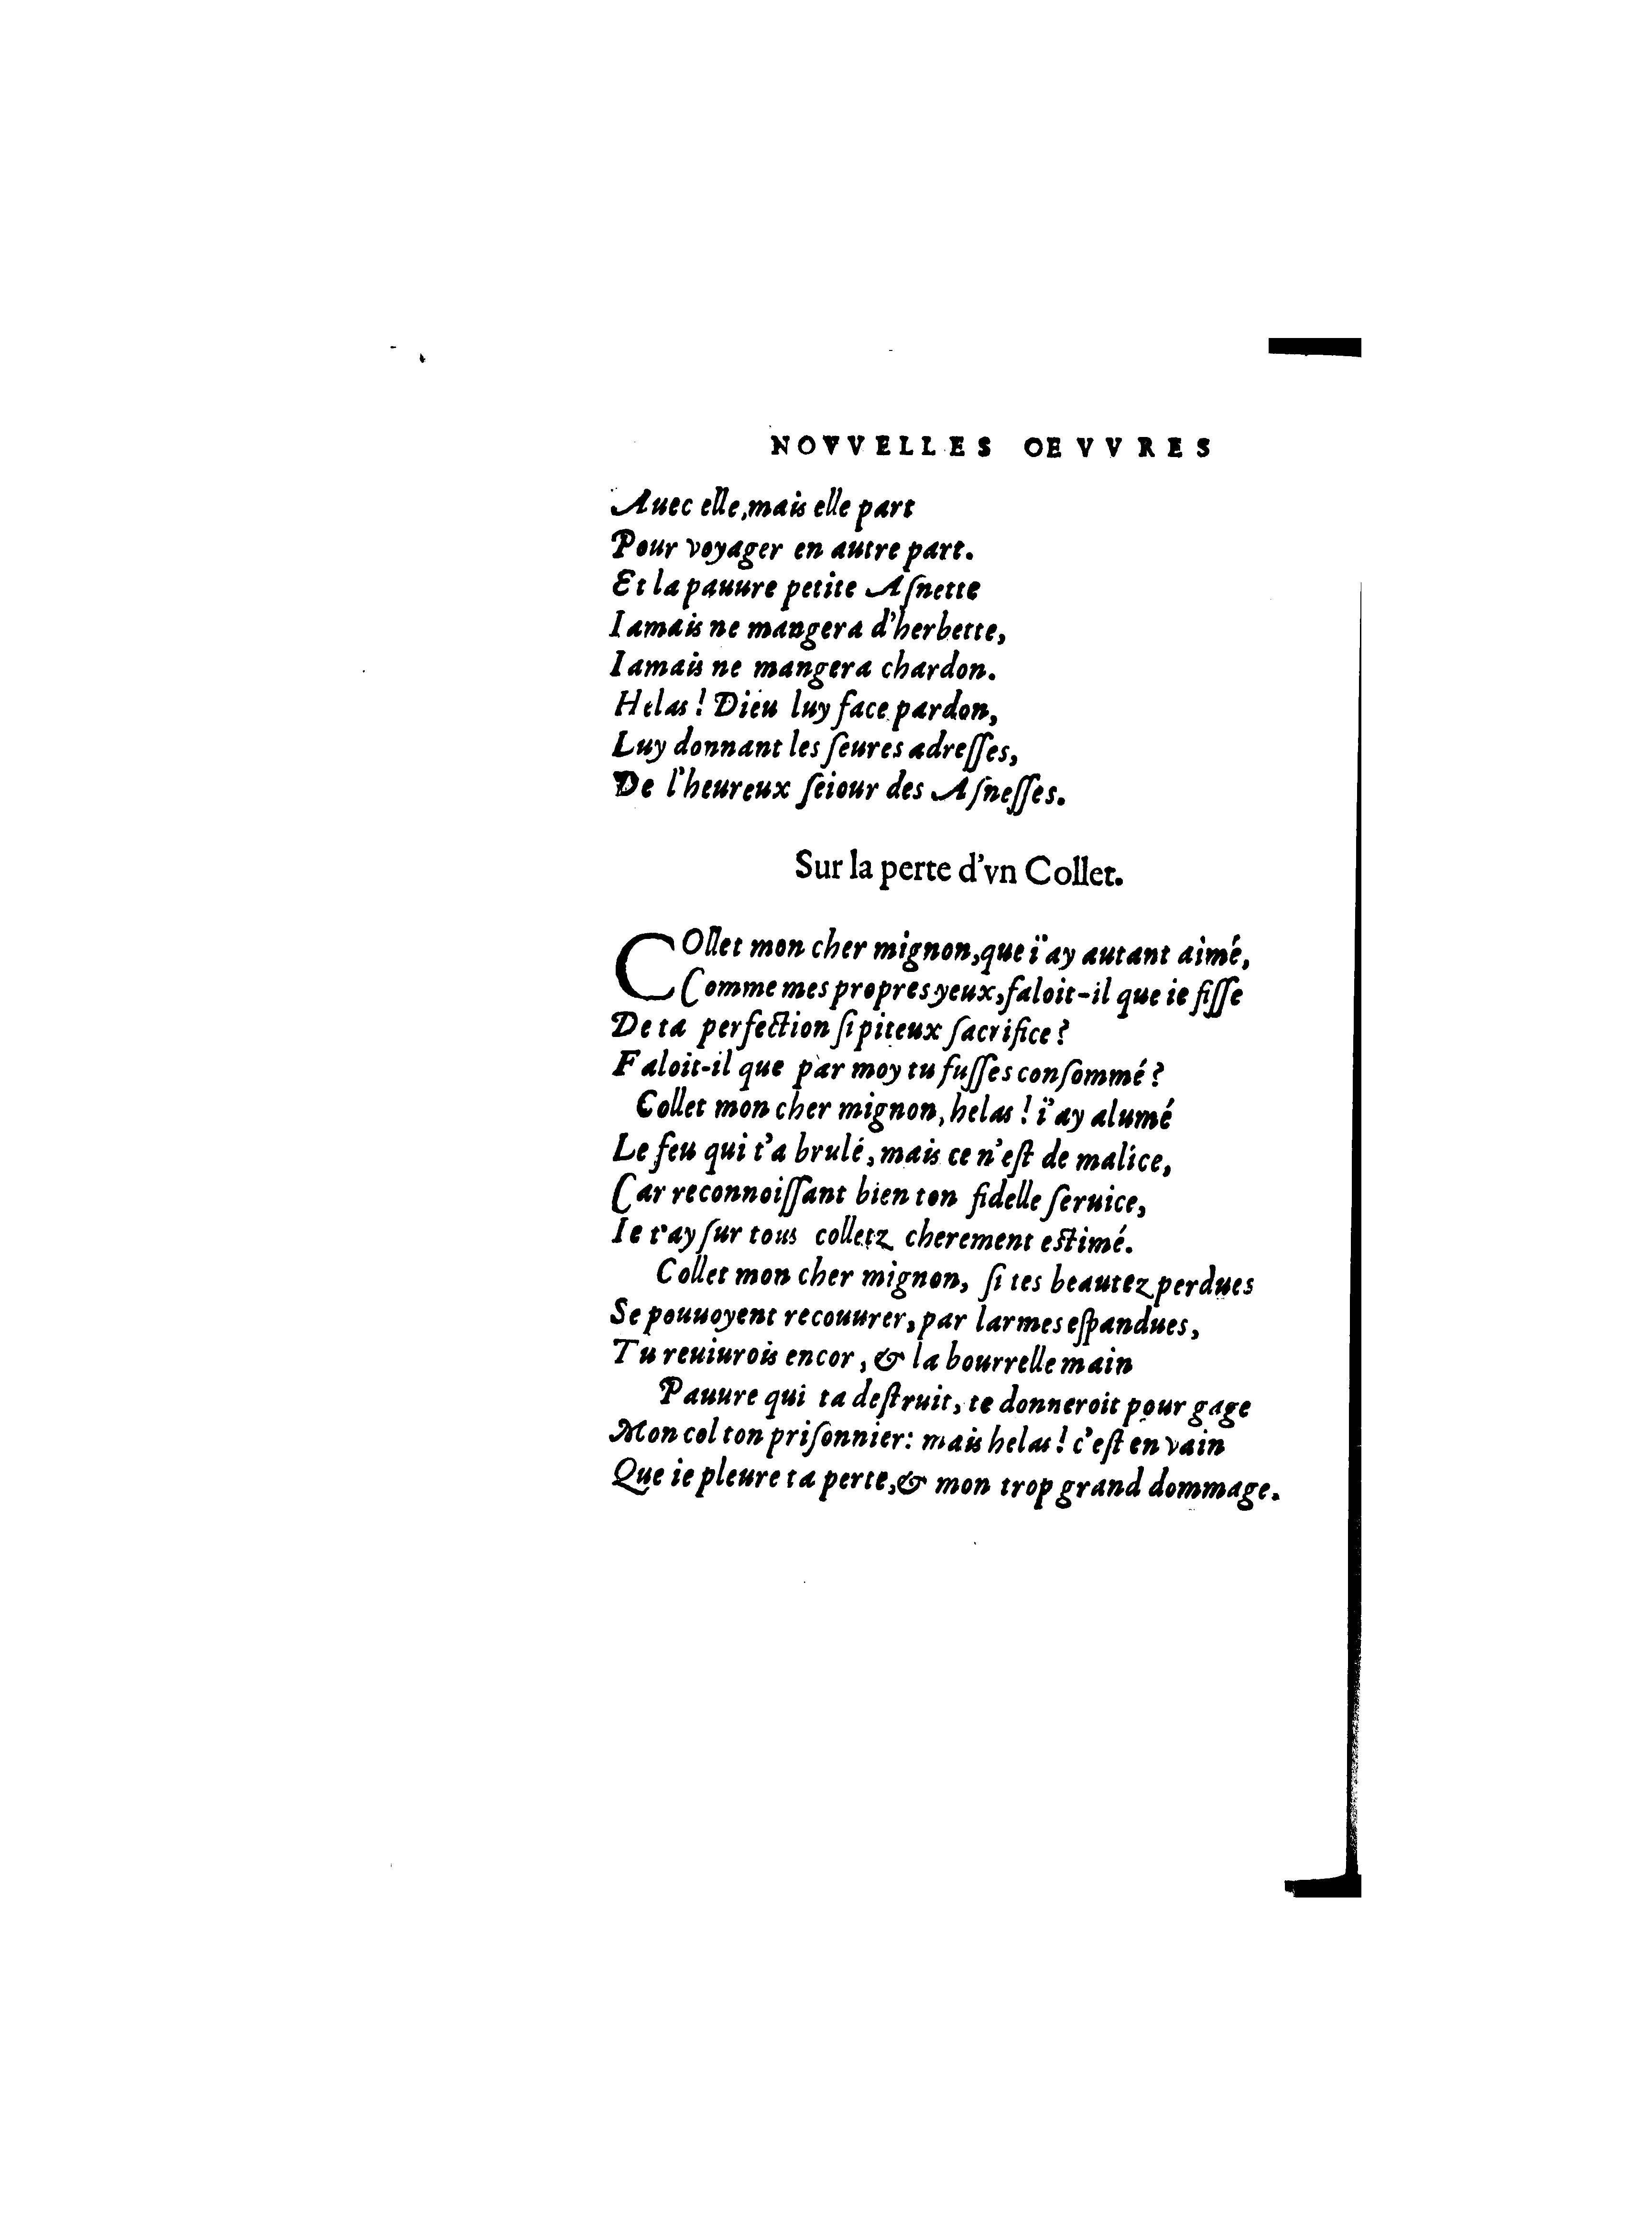 NOVVELLES OEVVRES
Auec elle, mais elle part
Pour voyager en autre part.
Et la pauure petite Aſnette
Iamais ne mangera d'herbette,
Iamais ne mangera chardon.
Helas ! Dieu luy face pardon,
Luy donnant les ſeures adreſſes,
De l'heureux ſeiour des Aſneſſes.
Sur la perte d'vn Collet.
COllet mon cher mignon, que i'ay autant aimé,
Comme mes propres yeux, faloit-il que ie fiſſe
De ta perfection ſi piteux ſacrifice ?
Faloit-il que par moy tu fuſſes conſommé ?
Collet mon cher mignon, helas ! i'ay alumé
Le feu qui t'a brulé, mais ce n'eſt de malice,
Car reconnoiſſant bien ton fidelle ſeruice,
Ie t'ay ſur tous colletz cherement eſtimé.
Collet mon cher mignon, ſi tes beautez perdues
Se pouuoyent recouurer, par larmes eſpandues,
Tu reuiurois encor, & la bourrelle main
Pauure qui ta deſtruit, te donneroit pour gage
Mon col ton priſonnier : mais helas ! c'eſt en vain
Que ie pleure ta perte, & mon trop grand dommage.